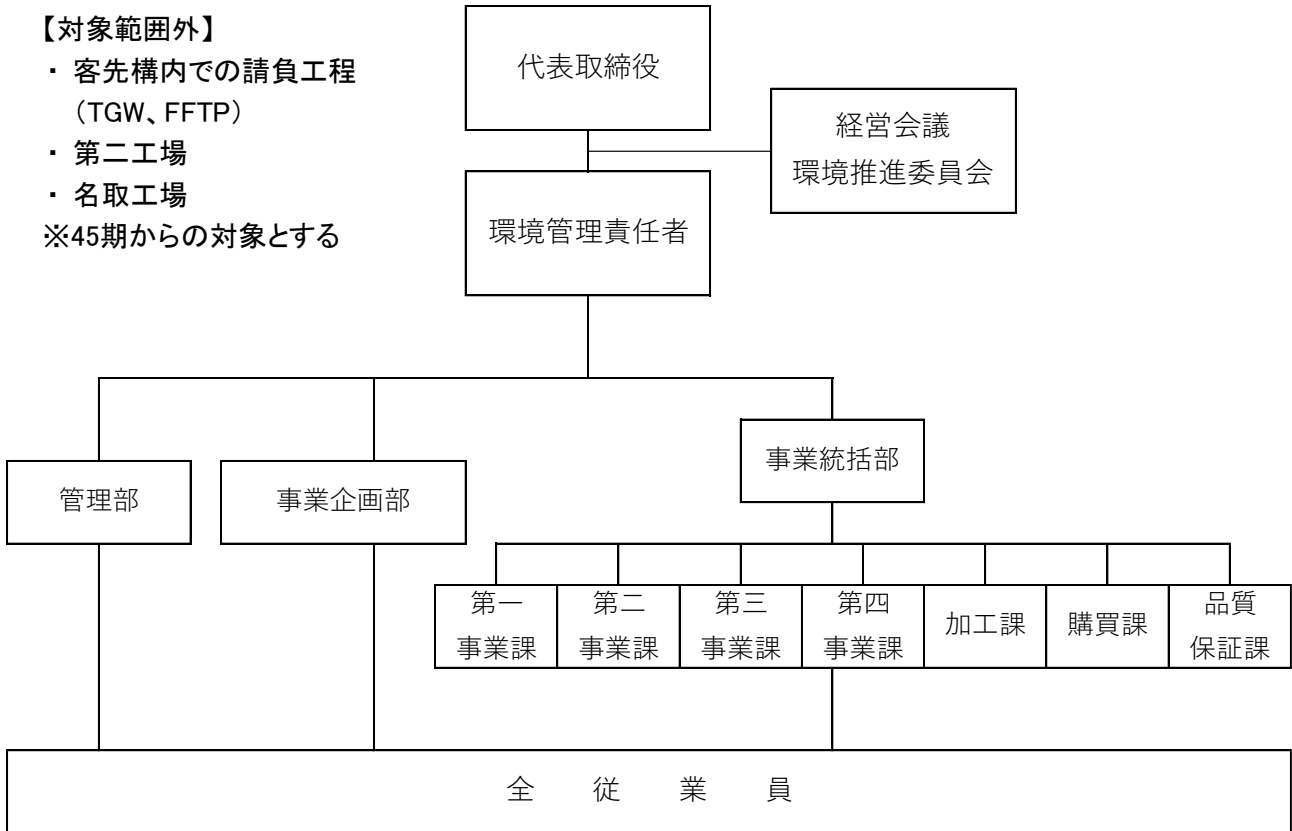 【対象範囲外】
・ 客先構内での請負工程
（TGW、FFTP）
・ 第二工場
・ 名取工場
※45期からの対象とする
代表取締役
経営会議
環境推進委員会
環境管理責任者
事業統括部
管理部
事業企画部
第一
事業課
第二
事業課
第三
事業課
第四
事業課
加工課
購買課
品質
保証課
全 従 業 員